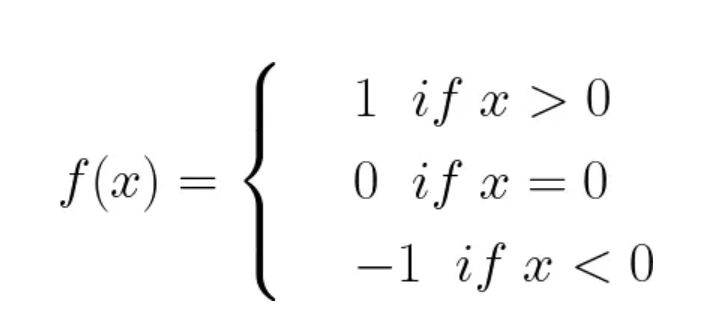 1 if x > 0
f(x) = { 0 if x = 0
−1 if x < 0